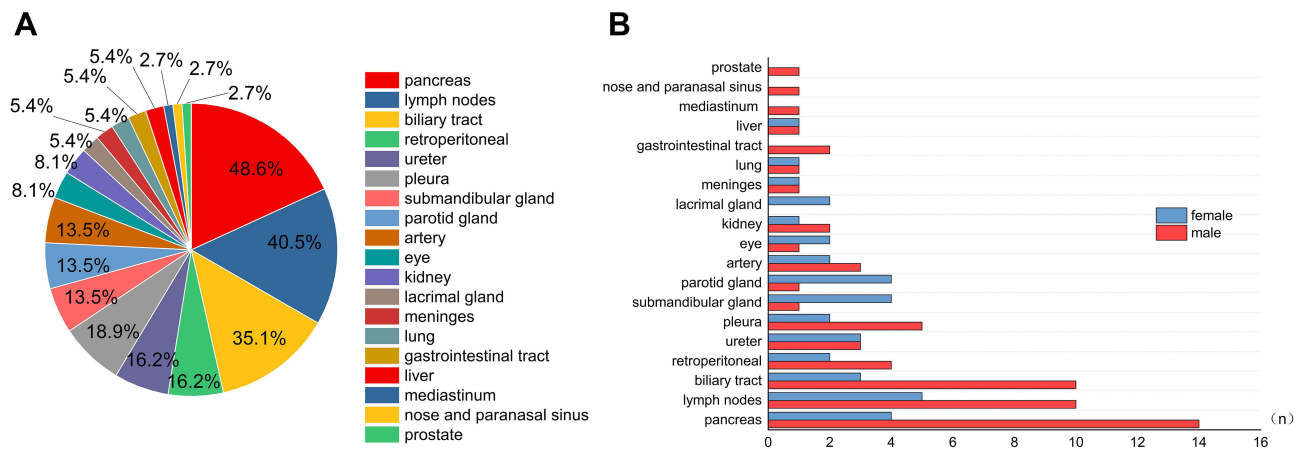 A
5.4% 2.7%
2.7%
5.4%
2.7%
5.4%
5.4%
5.4%
8.1%
8.1%
48.6%
40.5%
35.1%
16.2%
16.2%
18.9%
13.5%
13.5%
13.5%
pancreas
lymph nodes
biliary tract
retroperitoneal
ureter
pleura
submandibular gland
parotid gland
artery
eye
kidney
lacrimal gland
meninges
lung
gastrointestinal tract
liver
mediastinum
nose and paranasal sinus
prostate
B
prostate
nose and paranasal sinus
mediastinum
liver
gastrointestinal tract
lung
meninges
lacrimal gland
kidney
eye
artery
parotid gland
submandibular gland
pleura
ureter
retroperitoneal
biliary tract
lymph nodes
pancreas
female
male
0 2 4 6 8 10 12 14 16
（n）